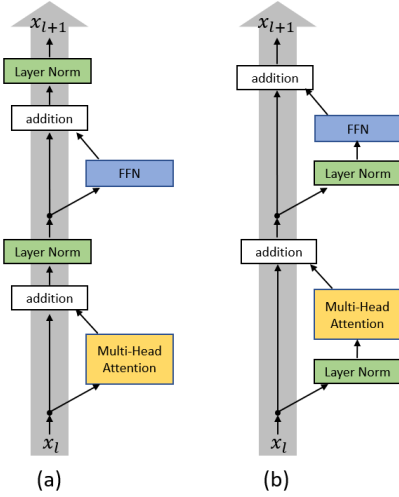 x_{l+1}
Layer Norm
addition
FFN
Layer Norm
addition
Multi-Head
Attention
x_l
(a)
x_{l+1}
addition
FFN
Layer Norm
addition
Multi-Head
Attention
Layer Norm
x_l
(b)